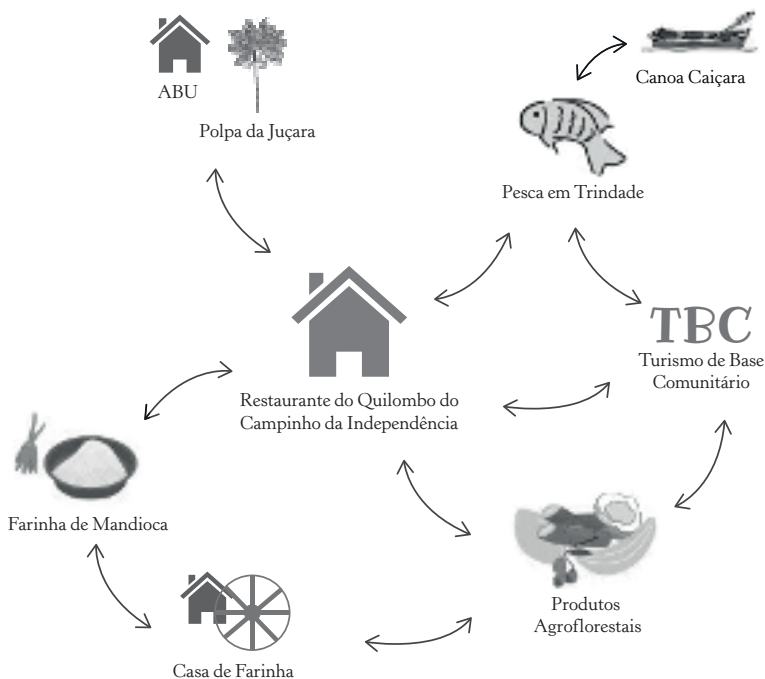 ABU
Polpa da Juçara
Canoa Caiçara
Pesca em Trindade
TBC
Turismo de Base
Comunitário
Restaurante do Quilombo do
Campinho da Independência
Farinha de Mandioca
Produtos
Agroflorestais
Casa de Farinha